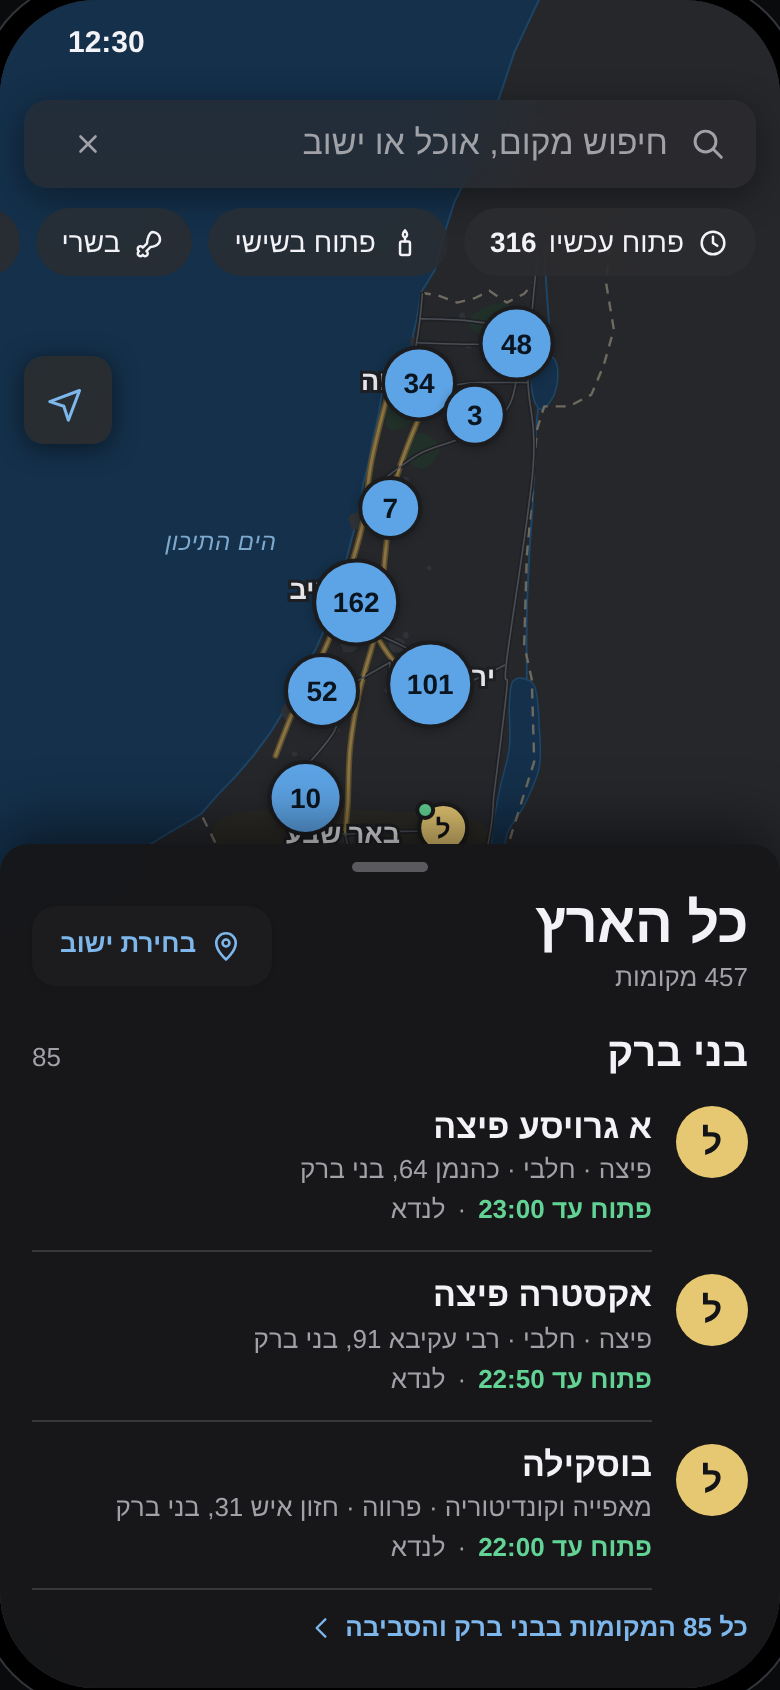 12:30
חיפוש מקום, אוכל או ישוב
פתוח עכשיו 316
פתוח בשישי
בשרי
48
34
3
7
הים התיכון
162
101
52
10
באר שבע
ל
כל הארץ
457 מקומות
בחירת ישוב
בני ברק
85
ל
א גרויסע פיצה
פיצה · חלבי · כהנמן 64, בני ברק
פתוח עד 23:00 · לנדא
ל
אקסטרה פיצה
פיצה · חלבי · רבי עקיבא 91, בני ברק
פתוח עד 22:50 · לנדא
ל
בוסקילה
מאפייה וקונדיטוריה · פרווה · חזון איש 31, בני ברק
פתוח עד 22:00 · לנדא
כל 85 המקומות בבני ברק והסביבה